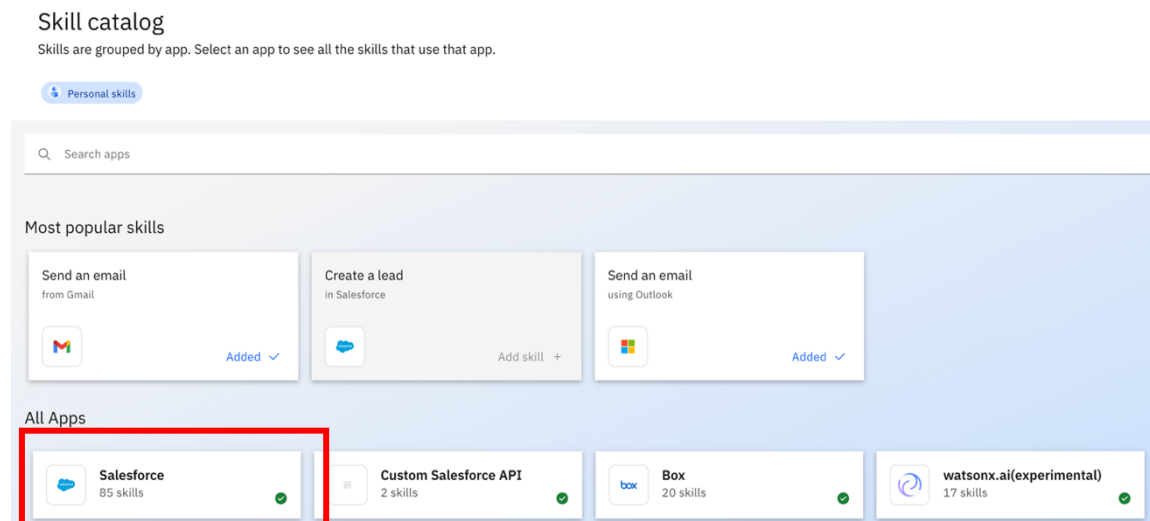 Skill catalog
Skills are grouped by app. Select an app to see all the skills that use that app.
Personal skills
Search apps
Most popular skills
Send an email
from Gmail
Added
Create a lead
in Salesforce
Add skill +
Send an email
using Outlook
Added
All Apps
Salesforce
85 skills
Custom Salesforce API
2 skills
box
Box
20 skills
watsonx.ai(experimental)
17 skills